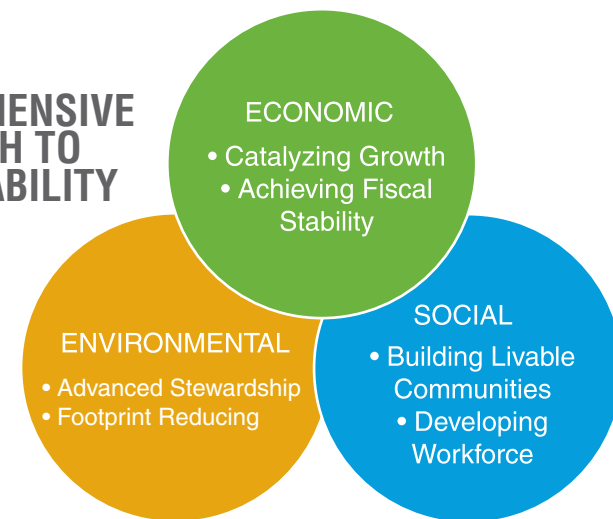 HENSIVE
H TO
ABILITY
ECONOMIC
• Catalyzing Growth
• Achieving Fiscal
Stability
ENVIRONMENTAL
• Advanced Stewardship
• Footprint Reducing
SOCIAL
• Building Livable
Communities
• Developing
Workforce